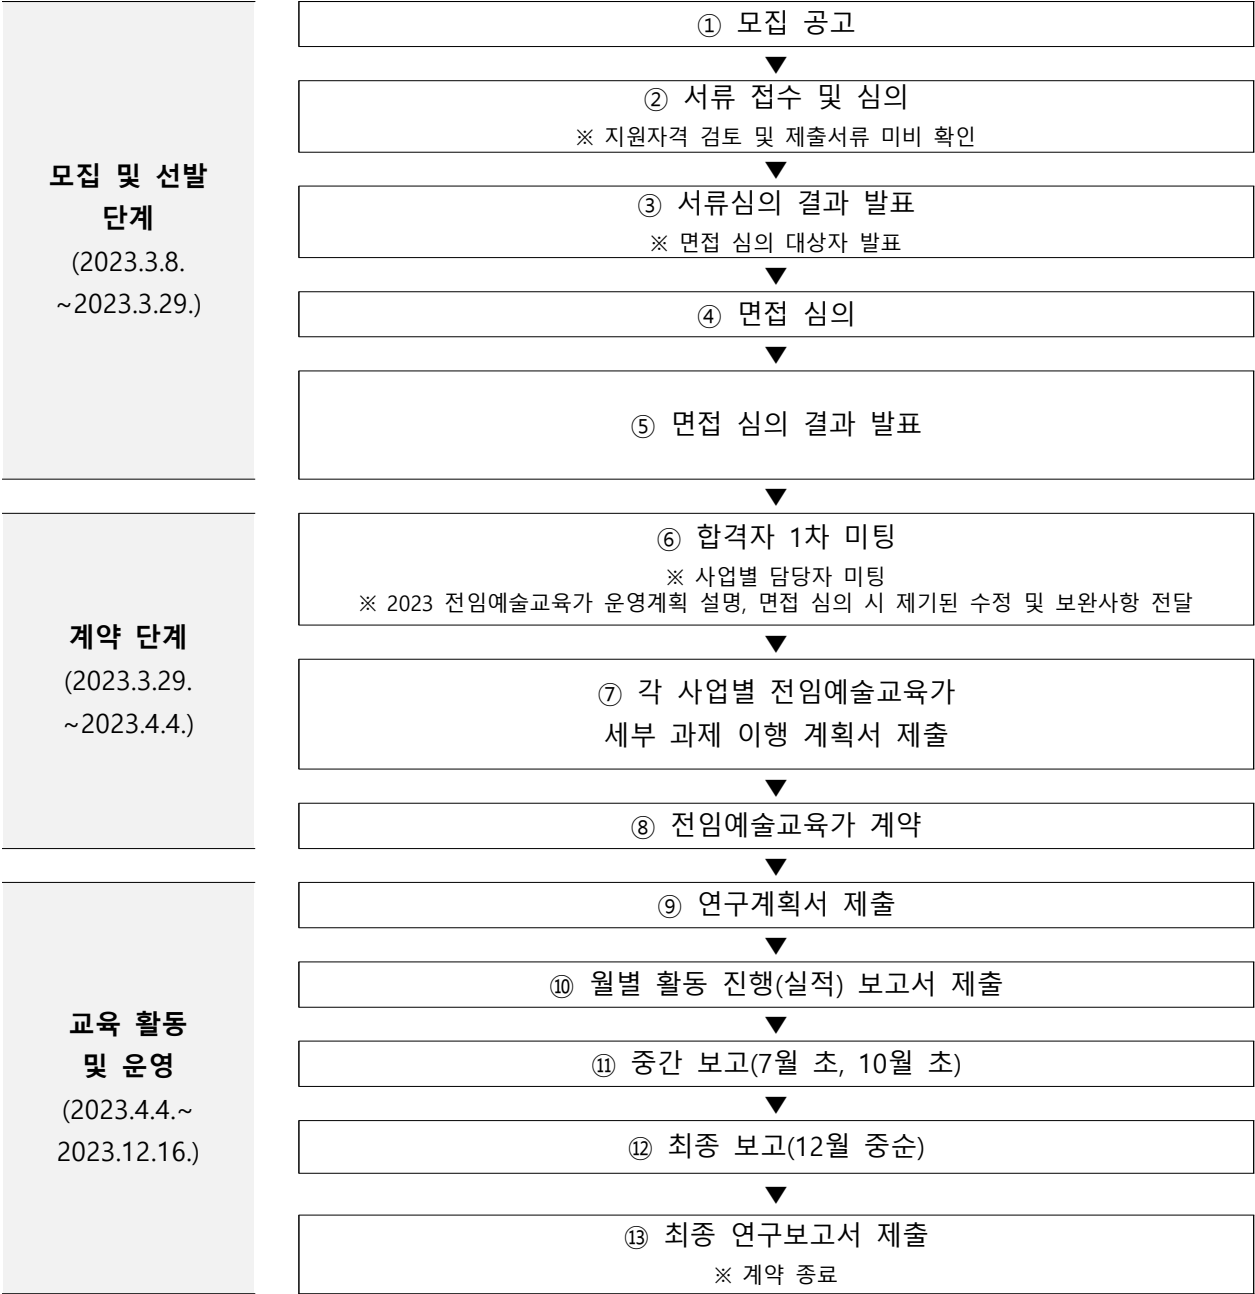 모집 및 선발
단계
(2023.3.8.
~2023.3.29.)
① 모집 공고
▼
② 서류 접수 및 심의
※ 지원자격 검토 및 제출서류 미비 확인
▼
③ 서류심의 결과 발표
※ 면접 심의 대상자 발표
▼
④ 면접 심의
▼
⑤ 면접 심의 결과 발표
▼
계약 단계
(2023.3.29.
~2023.4.4.)
⑥ 합격자 1차 미팅
※ 사업별 담당자 미팅
※ 2023 전임예술교육가 운영계획 설명, 면접 심의 시 제기된 수정 및 보완사항 전달
▼
⑦ 각 사업별 전임예술교육가
세부 과제 이행 계획서 제출
▼
⑧ 전임예술교육가 계약
▼
교육 활동
및 운영
(2023.4.4.~
2023.12.16.)
⑨ 연구계획서 제출
▼
⑩ 월별 활동 진행(실적) 보고서 제출
▼
⑪ 중간 보고(7월 초, 10월 초)
▼
⑫ 최종 보고(12월 중순)
▼
⑬ 최종 연구보고서 제출
※ 계약 종료